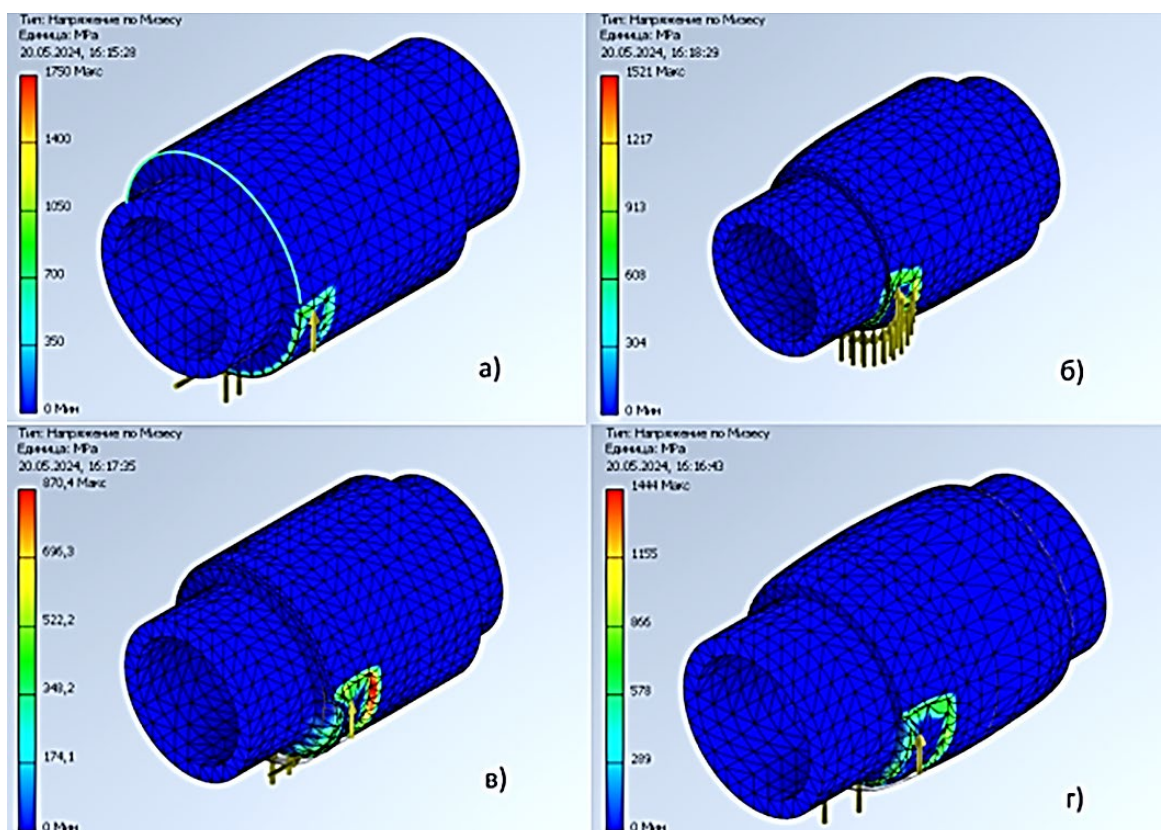 Тип: Напряжение по Мизесу
Единица: MPa
20.05.2024, 16:15:28
1750 Макс
1400
1050
700
350
0 Мин
а)
Тип: Напряжение по Мизесу
Единица: MPa
20.05.2024, 16:18:29
1521 Макс
1217
913
608
304
0 Мин
б)
Тип: Напряжение по Мизесу
Единица: MPa
20.05.2024, 16:17:35
870,4 Макс
696,3
522,2
348,2
174,1
0 Мин
в)
Тип: Напряжение по Мизесу
Единица: MPa
20.05.2024, 16:16:43
1444 Макс
1155
866
578
289
0 Мин
г)